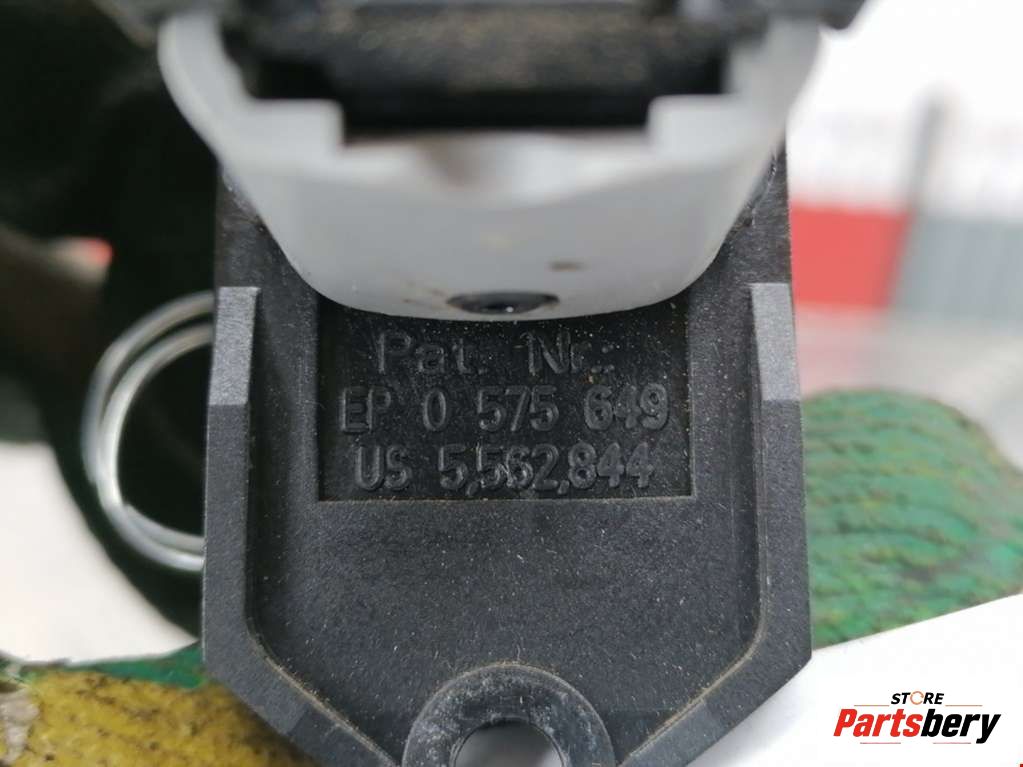 Pat. Nr.:
EP 0 575 649
US 5,562,844
STORE
Partsbery